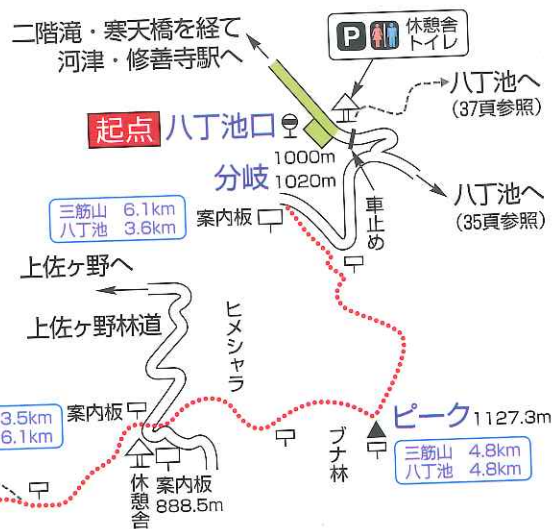 二階滝・寒天橋を経て
河津・修善寺駅へ
P 休憩舎
トイレ
八丁池へ
(37頁参照)
起点 八丁池口
1000m
分岐 1020m
車止め
八丁池へ
(35頁参照)
三筋山 6.1km
八丁池 3.6km
案内板
上佐ヶ野へ
上佐ヶ野林道
ヒメシャラ
3.5km
6.1km
案内板
ピーク 1127.3m
三筋山 4.8km
八丁池 4.8km
ブナ林
休憩舎
案内板
888.5m